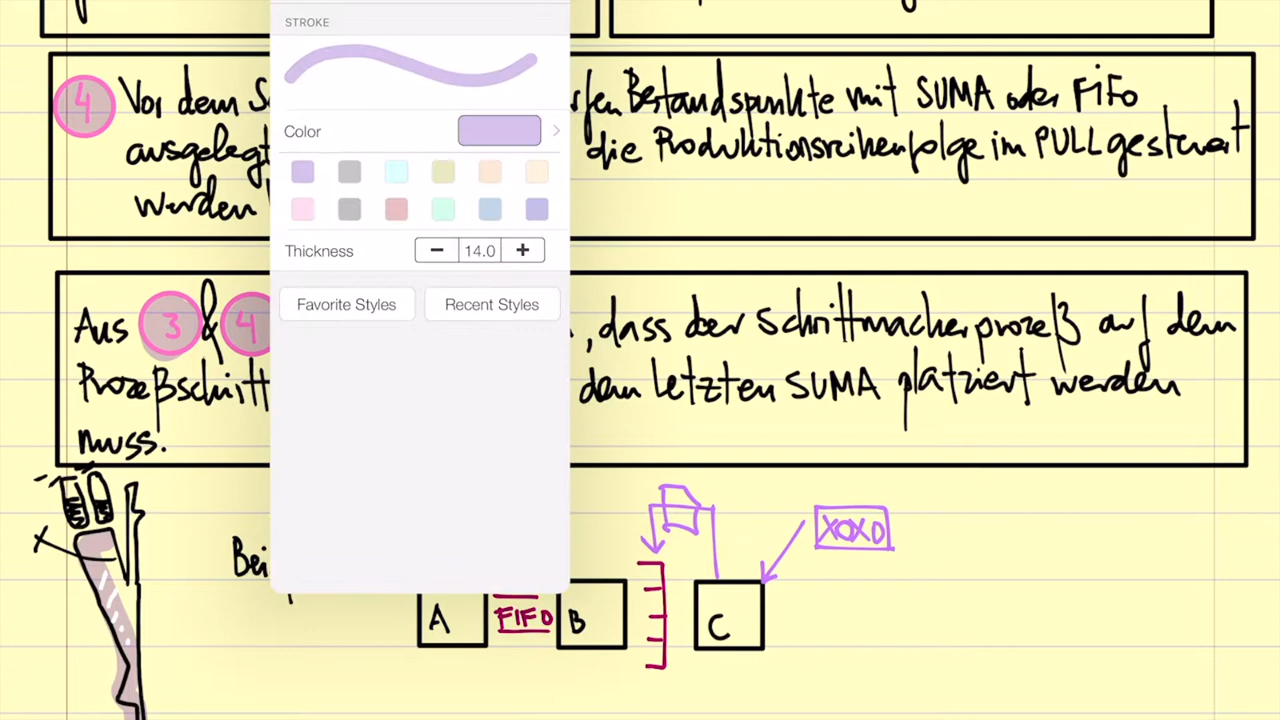 STROKE
Color
Thickness
− 14.0 +
Favorite Styles
Recent Styles
4 Vor dem Bestandspunkte mit SUMA oder FiFo
ausgelegt die Produktionsreihenfolge im PULL gesteuert
werden
Aus 3 & 4 , dass der Schrittmacherprozeß auf dem
Prozeßschritt dem letzten SUMA platziert werden
muss.
XOXO
A FIFO B C